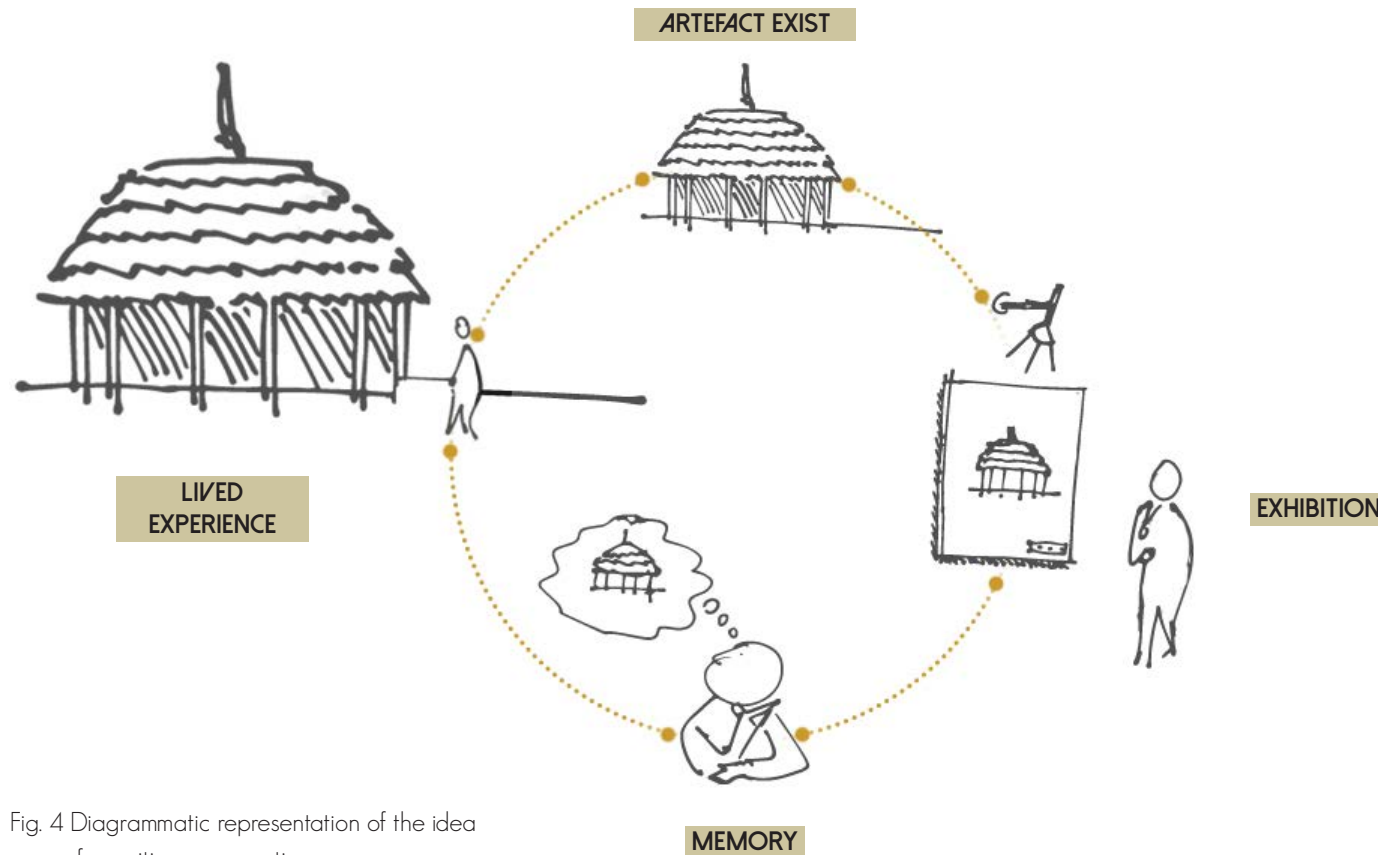 ARTEFACT EXIST
LIVED
EXPERIENCE
EXHIBITION
MEMORY
Fig. 4 Diagrammatic representation of the idea